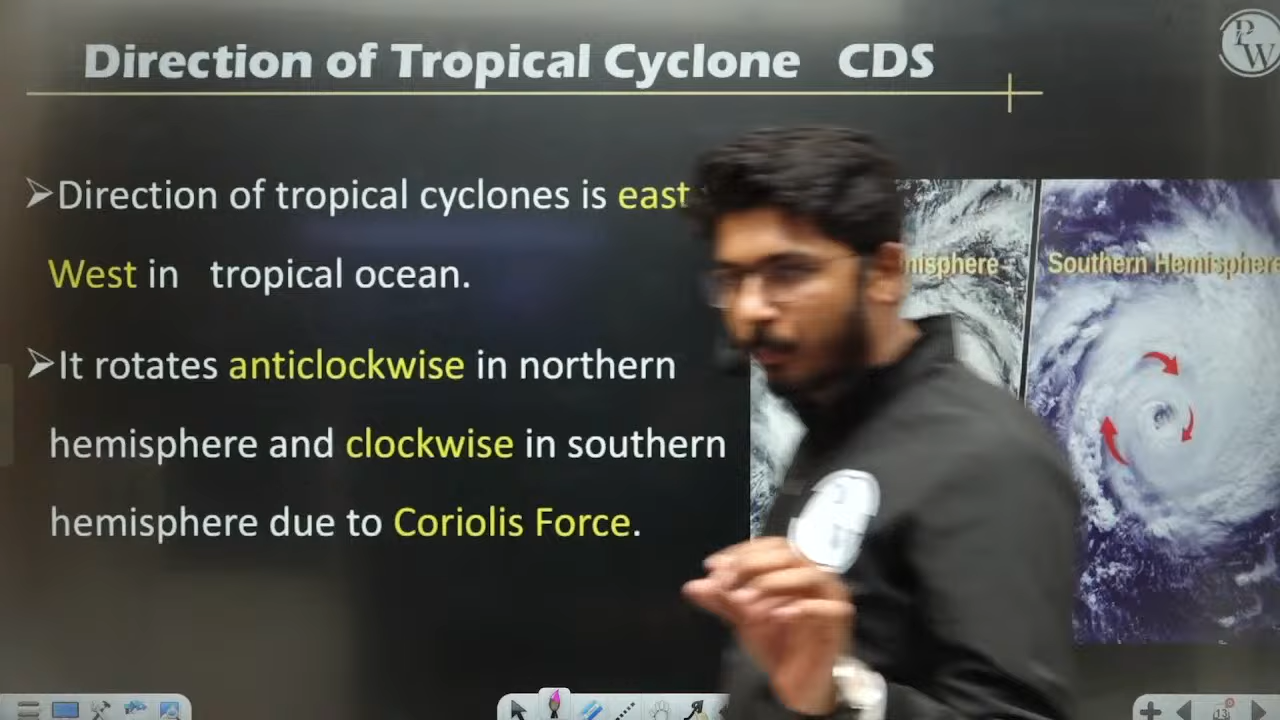 Direction of Tropical Cyclone CDS
PW
➢Direction of tropical cyclones is east
West in tropical ocean.
➢It rotates anticlockwise in northern
hemisphere and clockwise in southern
hemisphere due to Coriolis Force.
Southern Hemisphere